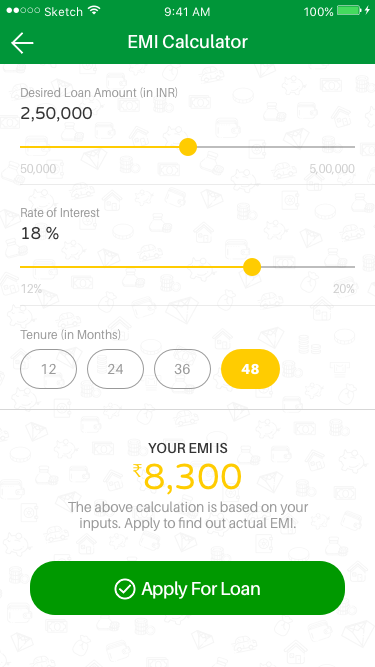 Sketch 9:41 AM 100%
EMI Calculator
Desired Loan Amount (in INR)
2,50,000
50,000 5,00,000
Rate of Interest
18 %
12% 20%
Tenure (in Months)
12 24 36 48
YOUR EMI IS
₹8,300
The above calculation is based on your
inputs. Apply to find out actual EMI.
Apply For Loan